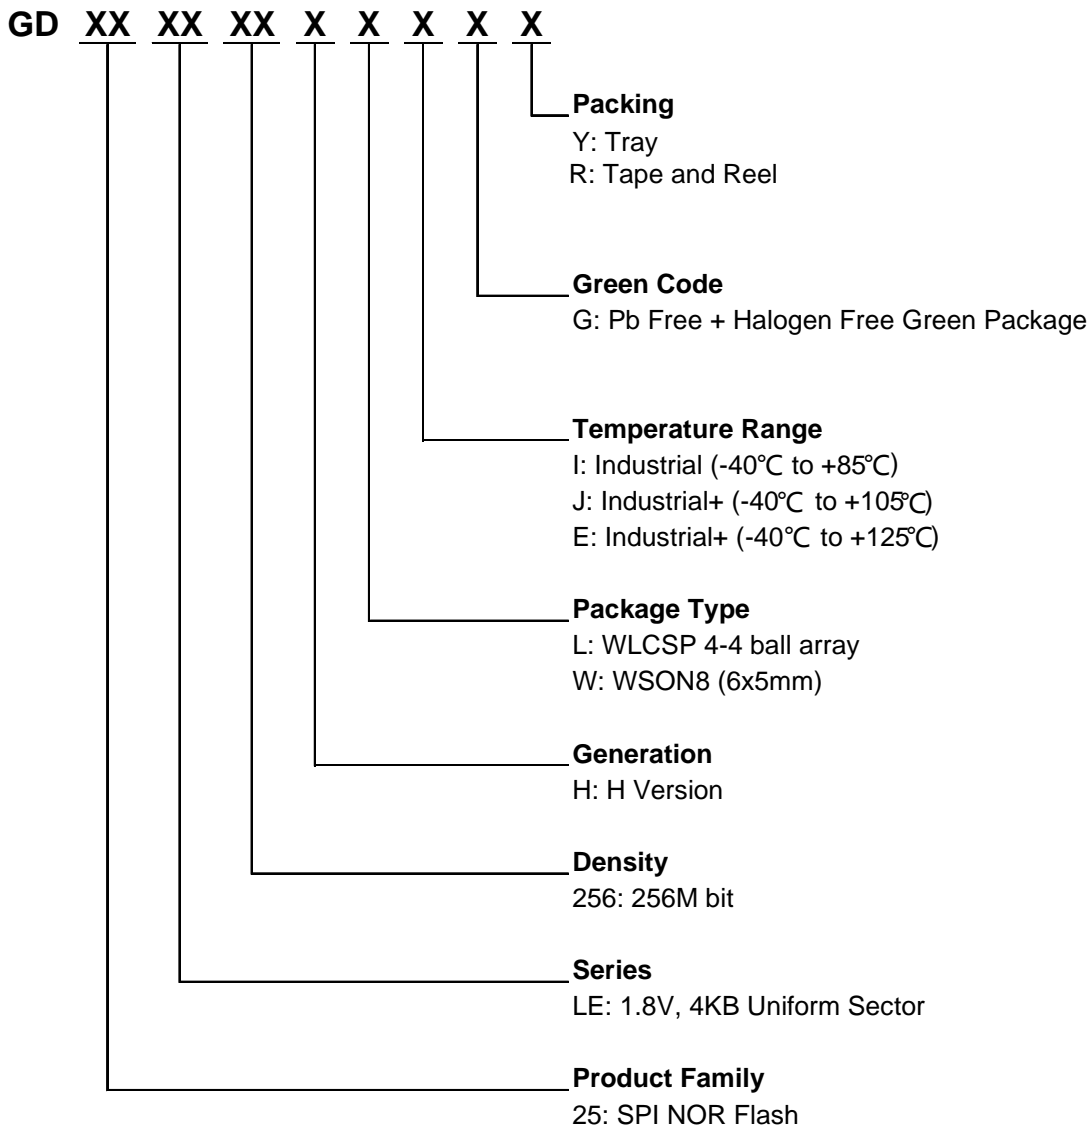 GD XX XX XX X X X X X
Packing
Y: Tray
R: Tape and Reel
Green Code
G: Pb Free + Halogen Free Green Package
Temperature Range
I: Industrial (-40℃ to +85℃)
J: Industrial+ (-40℃ to +105℃)
E: Industrial+ (-40℃ to +125℃)
Package Type
L: WLCSP 4-4 ball array
W: WSON8 (6x5mm)
Generation
H: H Version
Density
256: 256M bit
Series
LE: 1.8V, 4KB Uniform Sector
Product Family
25: SPI NOR Flash